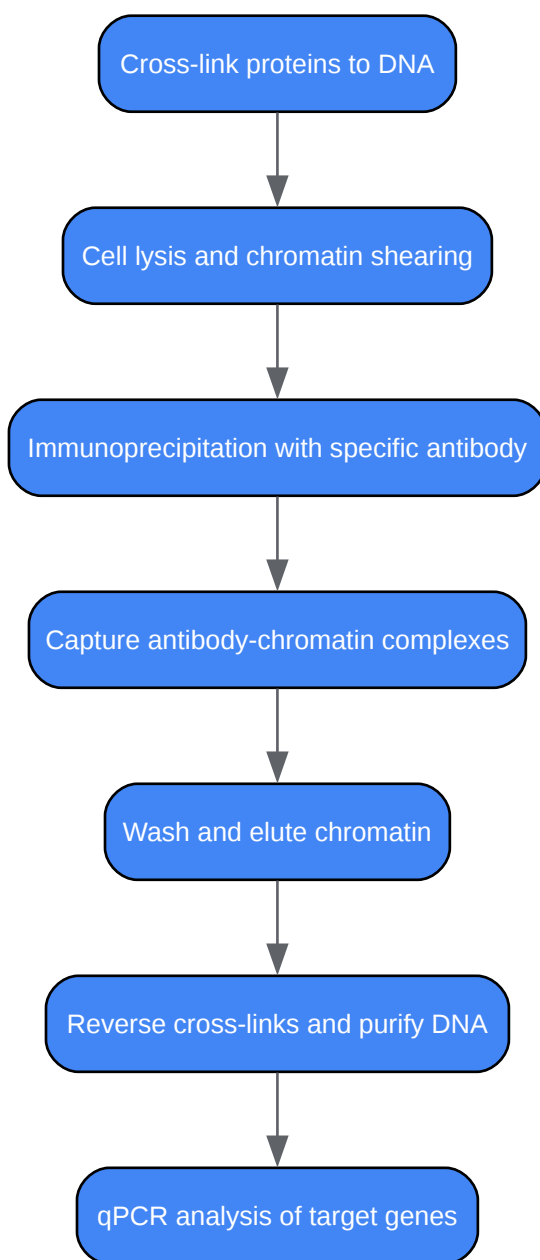 Cross-link proteins to DNA
Cell lysis and chromatin shearing
Immunoprecipitation with specific antibody
Capture antibody-chromatin complexes
Wash and elute chromatin
Reverse cross-links and purify DNA
qPCR analysis of target genes